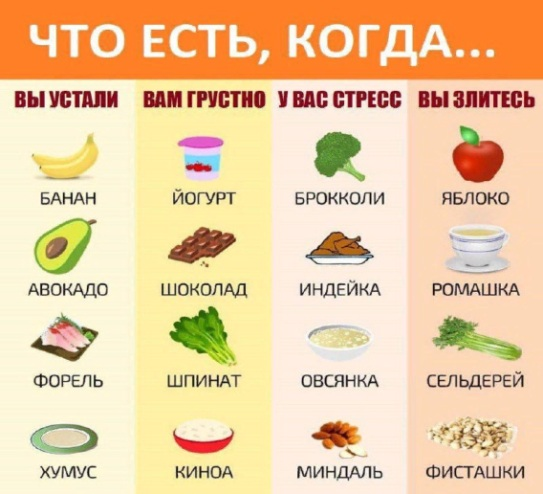 ЧТО ЕСТЬ, КОГДА...
ВЫ УСТАЛИ ВАМ ГРУСТНО У ВАС СТРЕСС ВЫ ЗЛИТЕСЬ
БАНАН ЙОГУРТ БРОККОЛИ ЯБЛОКО
АВОКАДО ШОКОЛАД ИНДЕЙКА РОМАШКА
ФОРЕЛЬ ШПИНАТ ОВСЯНКА СЕЛЬДЕРЕЙ
ХУМУС КИНОА МИНДАЛЬ ФИСТАШКИ